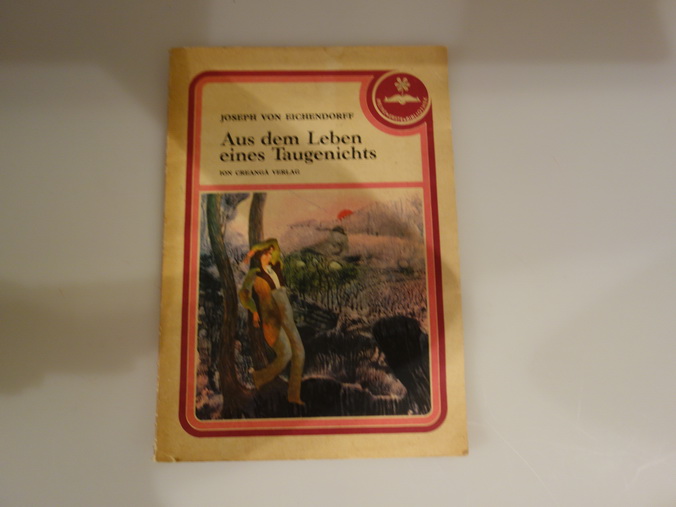 JOSEPH VON EICHENDORFF
Aus dem Leben
eines Taugenichts
ION CREANGĂ VERLAG